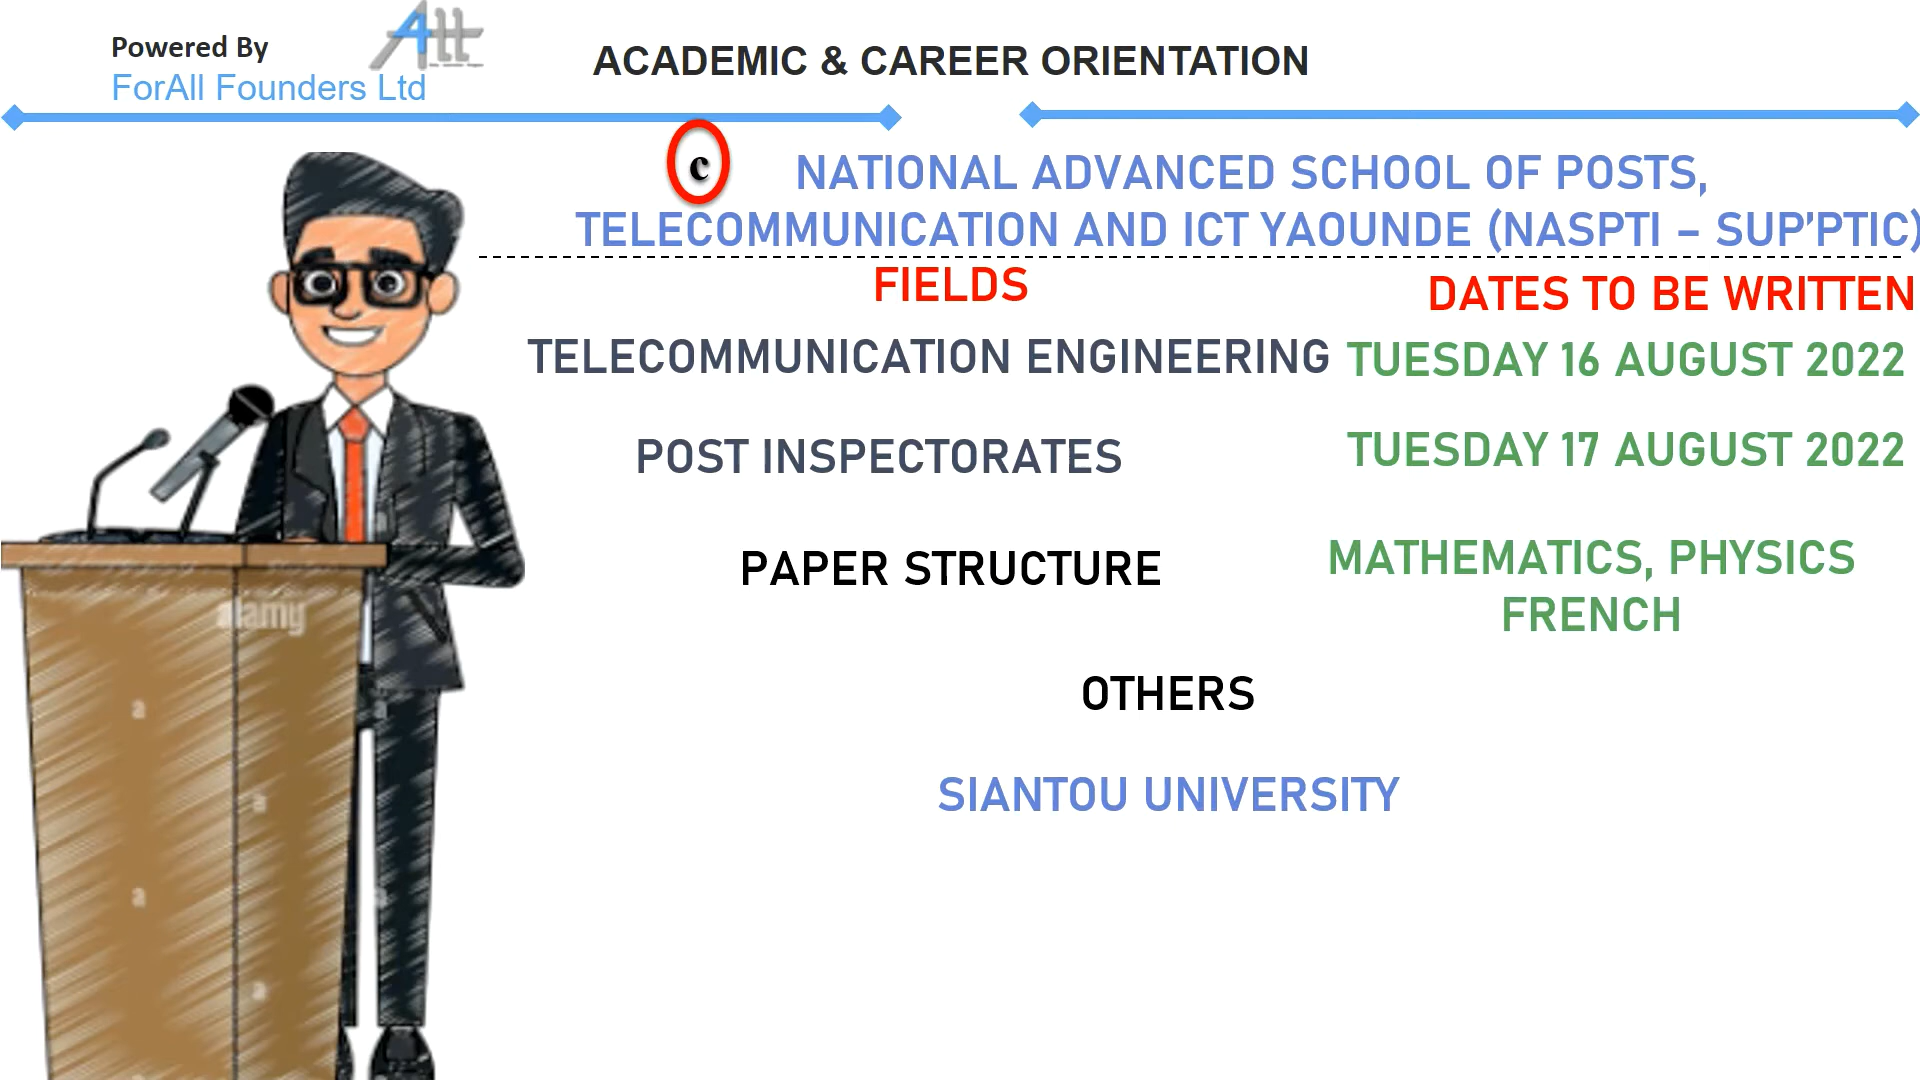 Powered By
ForAll Founders Ltd
ACADEMIC & CAREER ORIENTATION
c
NATIONAL ADVANCED SCHOOL OF POSTS,
TELECOMMUNICATION AND ICT YAOUNDE (NASPTI – SUP'PTIC)
FIELDS
DATES TO BE WRITTEN
TELECOMMUNICATION ENGINEERING
TUESDAY 16 AUGUST 2022
POST INSPECTORATES
TUESDAY 17 AUGUST 2022
PAPER STRUCTURE
MATHEMATICS, PHYSICS
FRENCH
OTHERS
SIANTOU UNIVERSITY
alamy
a
a
a
a
a
a